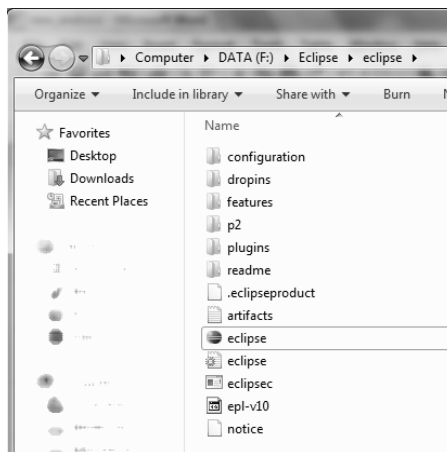 Computer ▸ DATA (F:) ▸ Eclipse ▸ eclipse ▸
Organize ▾ Include in library ▾ Share with ▾ Burn
Favorites
Desktop
Downloads
Recent Places
Name
configuration
dropins
features
p2
plugins
readme
.eclipseproduct
artifacts
eclipse
eclipse
eclipsec
epl-v10
notice